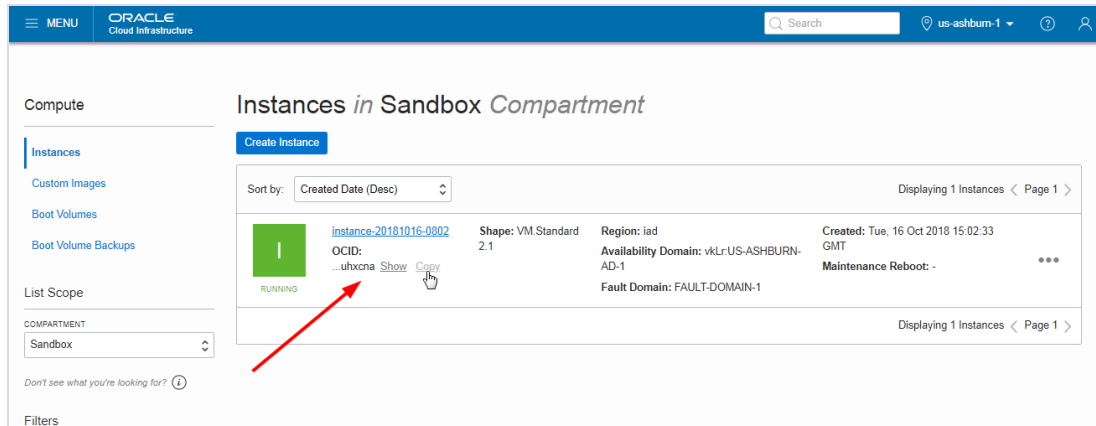 MENU
ORACLE
Cloud Infrastructure
Search
us-ashburn-1
?
Compute
Instances
Custom Images
Boot Volumes
Boot Volume Backups
List Scope
COMPARTMENT
Sandbox
Don't see what you're looking for? i
Filters
Instances in Sandbox Compartment
Create Instance
Sort by: Created Date (Desc)
Displaying 1 Instances < Page 1 >
I
RUNNING
instance-20181016-0802
OCID:
...uhxcna Show Copy
Shape: VM.Standard
2.1
Region: iad
Availability Domain: vkLr:US-ASHBURN-
AD-1
Fault Domain: FAULT-DOMAIN-1
Created: Tue, 16 Oct 2018 15:02:33
GMT
Maintenance Reboot: -
Displaying 1 Instances < Page 1 >